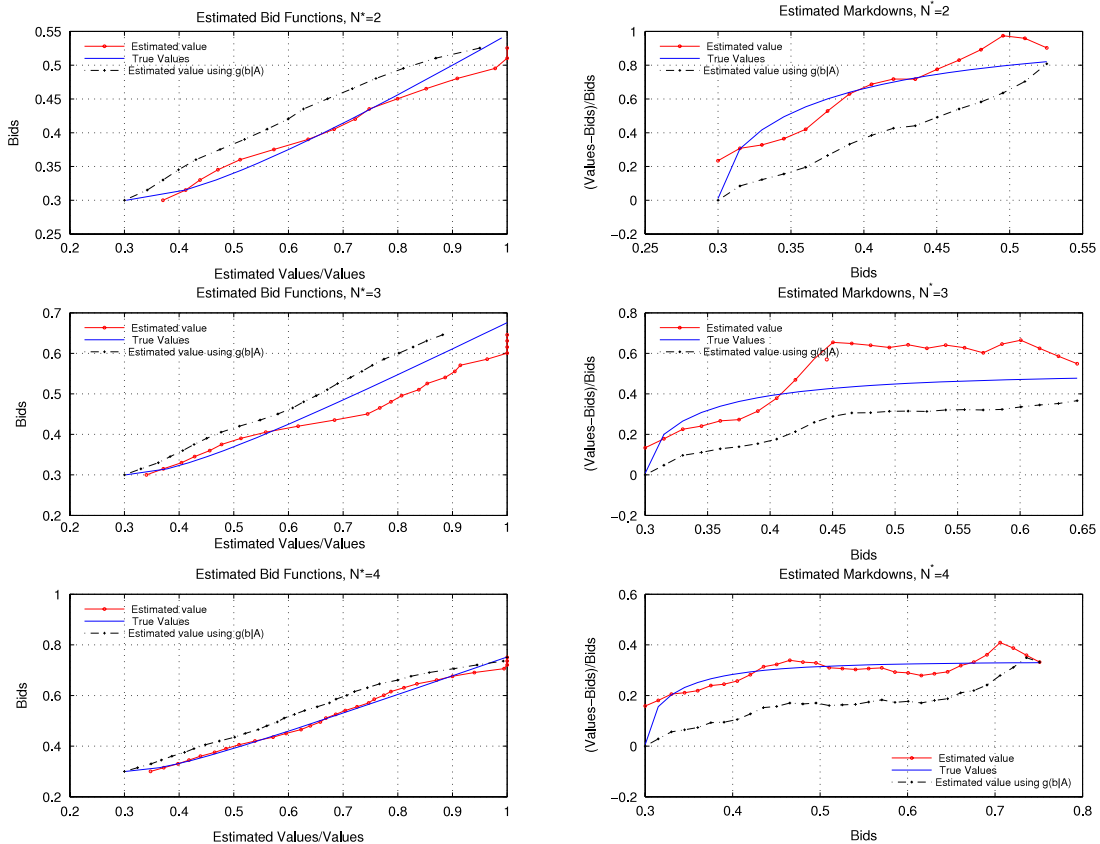 Estimated Bid Functions, N*=2
0.55
0.45
0.35
0.25
0.5
0.4
0.3
Bids
Estimated value
True Values
Estimated value using g(b|A)
0.2 0.3 0.4 0.5 0.6 0.7 0.8 0.9 1
Estimated Values/Values
Estimated Markdowns, N*=2
1
0.8
0.6
0.4
0.2
0
−0.2
(Values−Bids)/Bids
Estimated value
True Values
Estimated value using g(b|A)
0.25 0.3 0.35 0.4 0.45 0.5 0.55
Bids
Estimated Bid Functions, N*=3
0.7
0.6
0.5
0.4
0.3
0.2
Bids
Estimated value
True Values
Estimated value using g(b|A)
0.2 0.3 0.4 0.5 0.6 0.7 0.8 0.9 1
Estimated Values/Values
Estimated Markdowns, N*=3
0.8
0.6
0.4
0.2
0
−0.2
(Values−Bids)/Bids
Estimated value
True Values
Estimated value using g(b|A)
0.3 0.35 0.4 0.45 0.5 0.55 0.6 0.65
Bids
Estimated Bid Functions, N*=4
1
0.8
0.6
0.4
0.2
Bids
Estimated value
True Values
Estimated value using g(b|A)
0.2 0.3 0.4 0.5 0.6 0.7 0.8 0.9 1
Estimated Values/Values
Estimated Markdowns, N*=4
0.6
0.4
0.2
0
−0.2
(Values−Bids)/Bids
Estimated value
True Values
Estimated value using g(b|A)
0.3 0.4 0.5 0.6 0.7 0.8
Bids